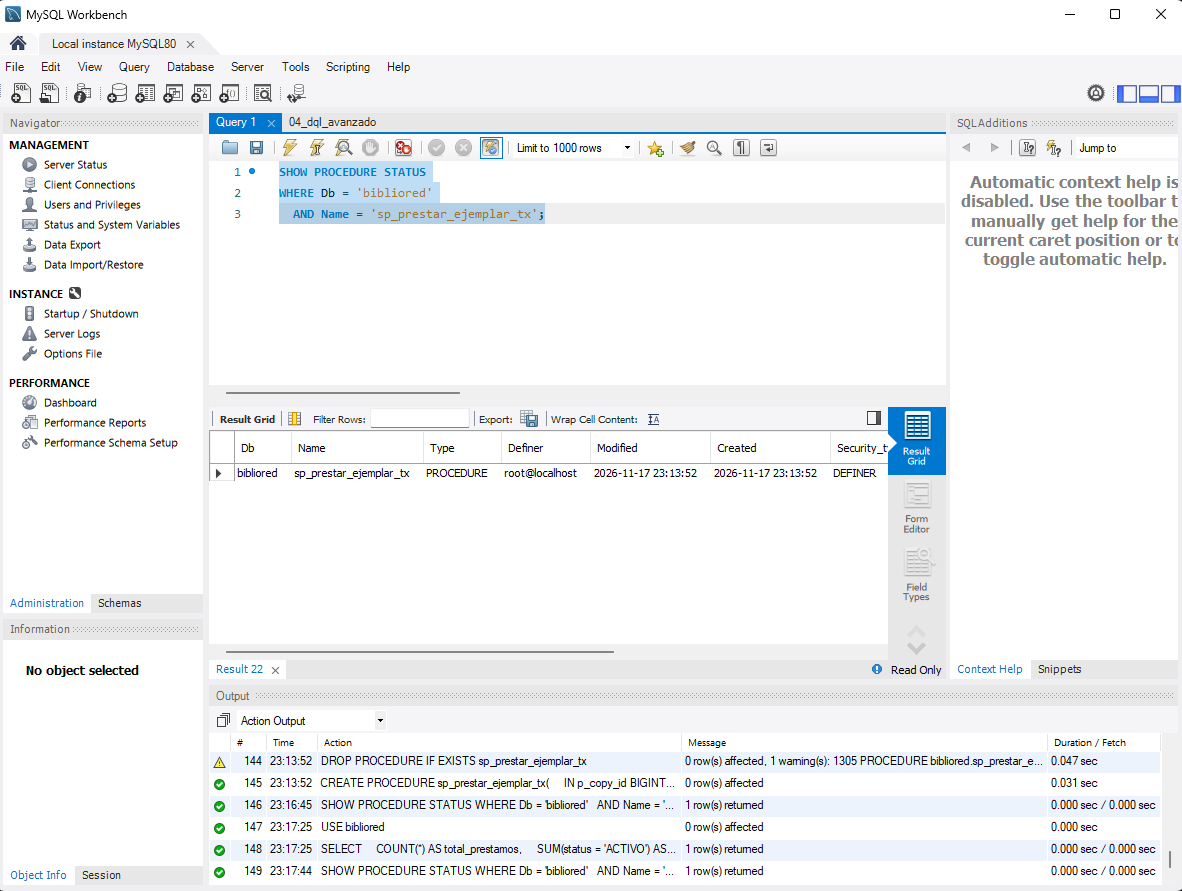 MySQL Workbench
Local instance MySQL80
File Edit View Query Database Server Tools Scripting Help
Navigator
MANAGEMENT
Server Status
Client Connections
Users and Privileges
Status and System Variables
Data Export
Data Import/Restore
INSTANCE
Startup / Shutdown
Server Logs
Options File
PERFORMANCE
Dashboard
Performance Reports
Performance Schema Setup
Administration Schemas
Information
No object selected
Object Info Session
Query 1 04_dql_avanzado
Limit to 1000 rows
1 SHOW PROCEDURE STATUS
2 WHERE Db = 'bibliored'
3 AND Name = 'sp_prestar_ejemplar_tx';
Result Grid Filter Rows: Export: Wrap Cell Content:
Db Name Type Definer Modified Created Security_t
bibliored sp_prestar_ejemplar_tx PROCEDURE root@localhost 2026-11-17 23:13:52 2026-11-17 23:13:52 DEFINER
Result
Grid
Form
Editor
Field
Types
Result 22 Read Only
SQLAdditions
Jump to
Automatic context help is
disabled. Use the toolbar t
manually get help for the
current caret position or to
toggle automatic help.
Context Help Snippets
Output
Action Output
# Time Action Message Duration / Fetch
144 23:13:52 DROP PROCEDURE IF EXISTS sp_prestar_ejemplar_tx 0 row(s) affected, 1 warning(s): 1305 PROCEDURE bibliored.sp_prestar_e... 0.047 sec
145 23:13:52 CREATE PROCEDURE sp_prestar_ejemplar_tx( IN p_copy_id BIGINT... 0 row(s) affected 0.031 sec
146 23:16:45 SHOW PROCEDURE STATUS WHERE Db = 'bibliored' AND Name = '... 1 row(s) returned 0.000 sec / 0.000 sec
147 23:17:25 USE bibliored 0 row(s) affected 0.000 sec
148 23:17:25 SELECT COUNT(*) AS total_prestamos, SUM(status = 'ACTIVO') AS... 1 row(s) returned 0.000 sec / 0.000 sec
149 23:17:44 SHOW PROCEDURE STATUS WHERE Db = 'bibliored' AND Name = '... 1 row(s) returned 0.000 sec / 0.000 sec